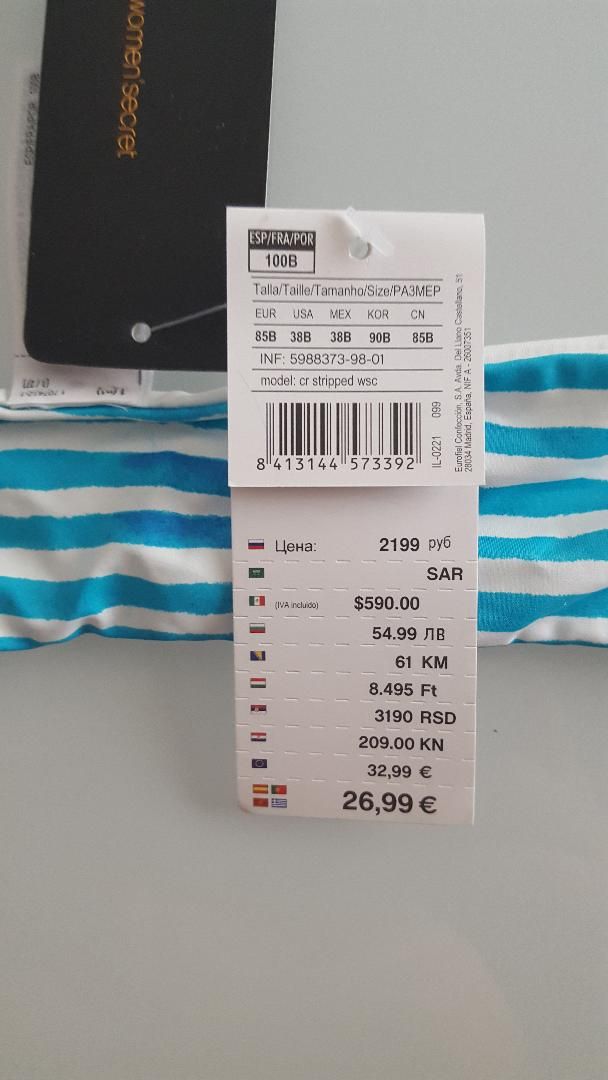 women'secret
ESP/FRA/POR
100B
Talla/Taille/Tamanho/Size/РАЗМЕР
EUR USA MEX KOR CN
85B 38B 38B 90B 85B
INF: 5988373-98-01
model: cr stripped wsc
8 413144 573392
IL-0221 099
Eurofiel Confección, S.A. Avda. Del Llano Castellano, 51
28034 Madrid, España, NIF A - 26007351
Цена: 2199 руб
SAR
(IVA incluido) $590.00
54.99 ЛВ
61 KM
8.495 Ft
3190 RSD
209.00 KN
32,99 €
26,99 €